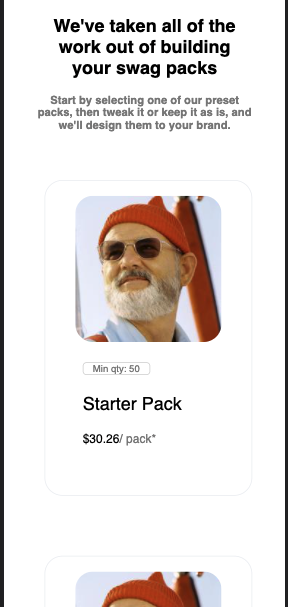 We've taken all of the
work out of building
your swag packs
Start by selecting one of our preset
packs, then tweak it or keep it as is, and
we'll design them to your brand.
Min qty: 50
Starter Pack
$30.26/ pack*